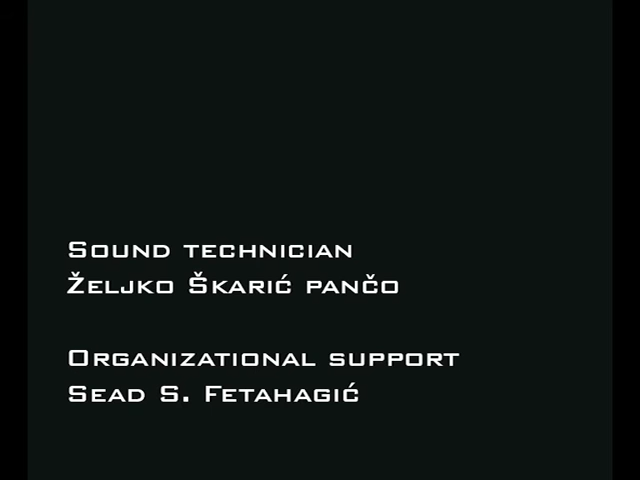 Sound technician
Željko Škarić pančo
Organizational support
Sead S. Fetahagić